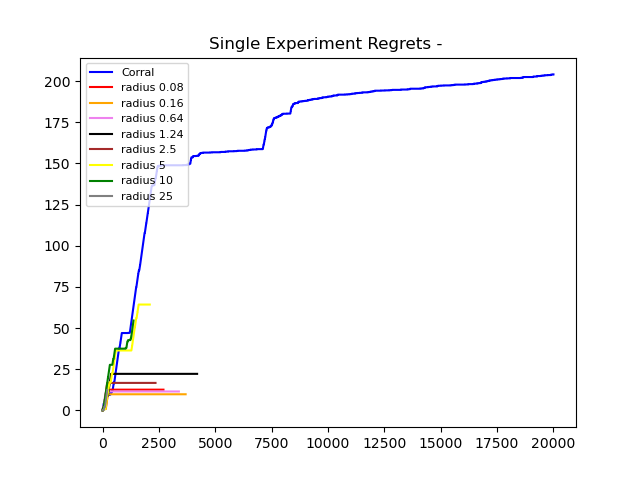 Single Experiment Regrets -
Corral
radius 0.08
radius 0.16
radius 0.64
radius 1.24
radius 2.5
radius 5
radius 10
radius 25
200
175
150
125
100
75
50
25
0
0 2500 5000 7500 10000 12500 15000 17500 20000